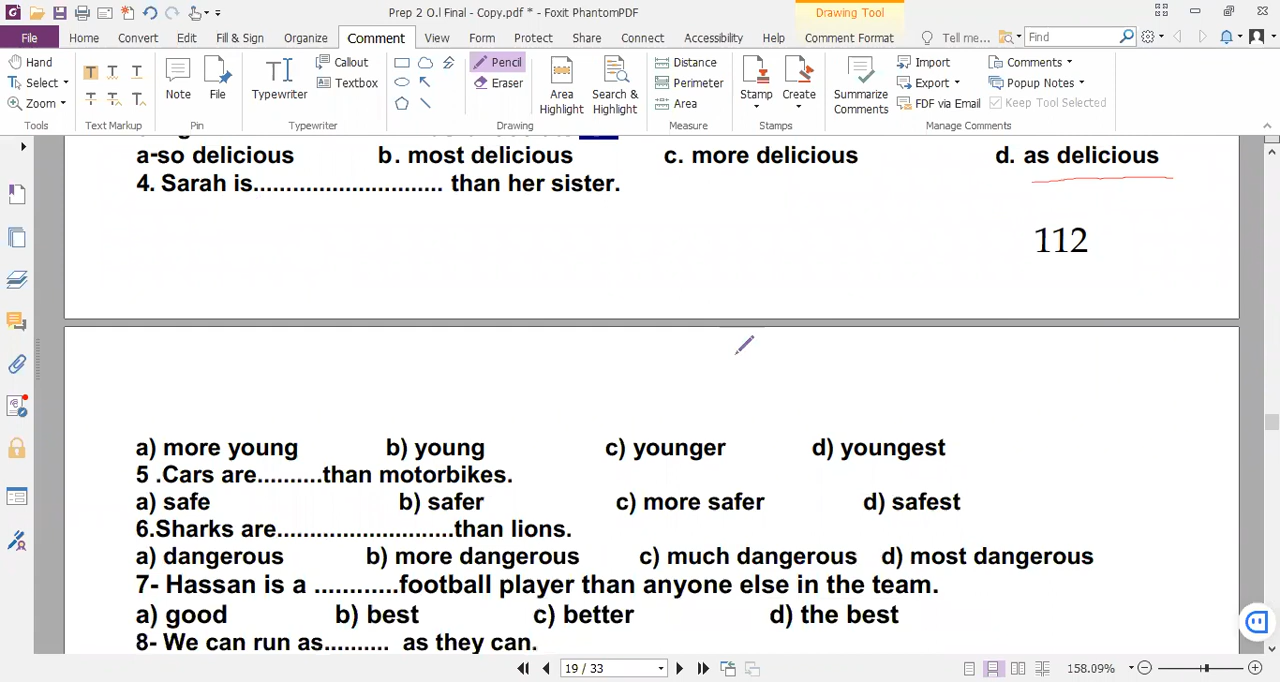 Prep 2 O.l Final - Copy.pdf * - Foxit PhantomPDF
Drawing Tool
File Home Convert Edit Fill & Sign Organize Comment View Form Protect Share Connect Accessibility Help Comment Format Tell me... Find
Hand
Select
Zoom
Tools
Text Markup
Note
File
Pin
Typewriter
Callout
Textbox
Typewriter
Pencil
Eraser
Area Highlight
Search & Highlight
Drawing
Distance
Perimeter
Area
Measure
Stamp
Create
Stamps
Summarize Comments
Import
Export
FDF via Email
Comments
Popup Notes
Keep Tool Selected
Manage Comments
a-so delicious b. most delicious c. more delicious d. as delicious
4. Sarah is............................. than her sister.
112
a) more young b) young c) younger d) youngest
5 .Cars are..........than motorbikes.
a) safe b) safer c) more safer d) safest
6.Sharks are..........................than lions.
a) dangerous b) more dangerous c) much dangerous d) most dangerous
7- Hassan is a ............football player than anyone else in the team.
a) good b) best c) better d) the best
8- We can run as.......... as they can.
19 / 33
158.09%